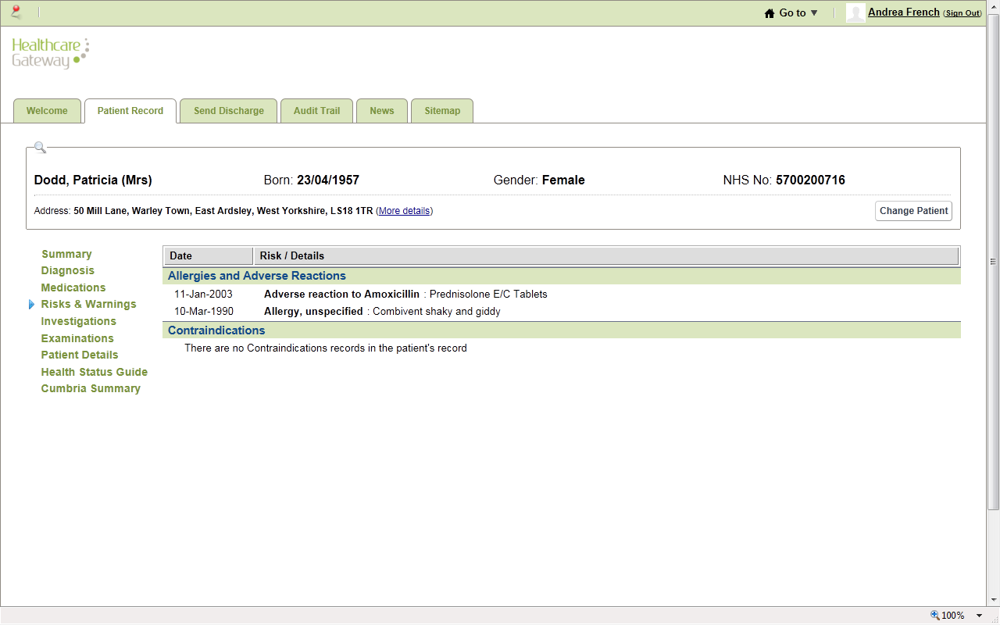 Go to ▼ Andrea French (Sign Out)
Healthcare
Gateway
Welcome Patient Record Send Discharge Audit Trail News Sitemap
Dodd, Patricia (Mrs) Born: 23/04/1957 Gender: Female NHS No: 5700200716
Address: 50 Mill Lane, Warley Town, East Ardsley, West Yorkshire, LS18 1TR (More details) Change Patient
Summary
Diagnosis
Medications
Risks & Warnings
Investigations
Examinations
Patient Details
Health Status Guide
Cumbria Summary
Date Risk / Details
Allergies and Adverse Reactions
11-Jan-2003 Adverse reaction to Amoxicillin : Prednisolone E/C Tablets
10-Mar-1990 Allergy, unspecified : Combivent shaky and giddy
Contraindications
There are no Contraindications records in the patient's record
100%